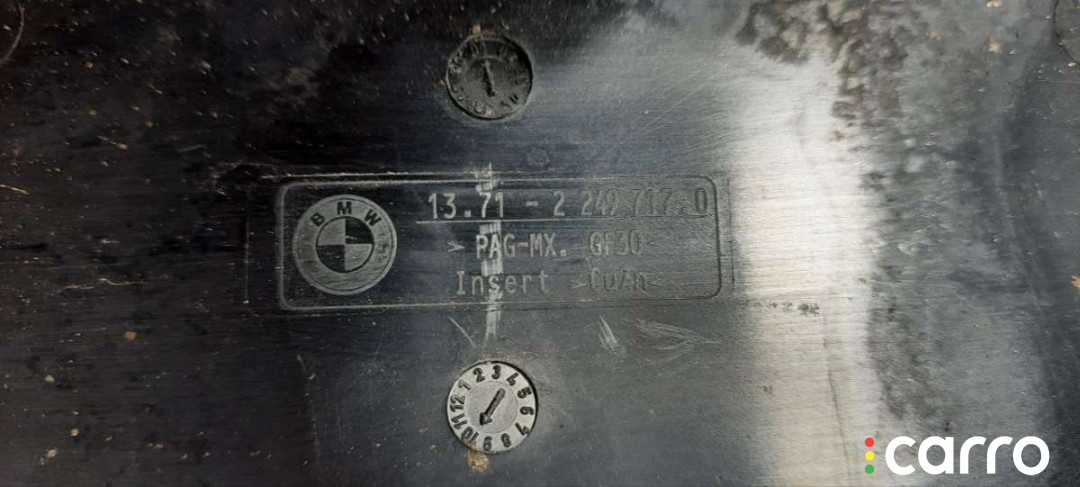 BMW
13.71 - 2 249 717.0
>PAG-MX. GF30<
Insert >CuZn<
1 2 3 4 5 6 7 8 9 10 11 12
carro